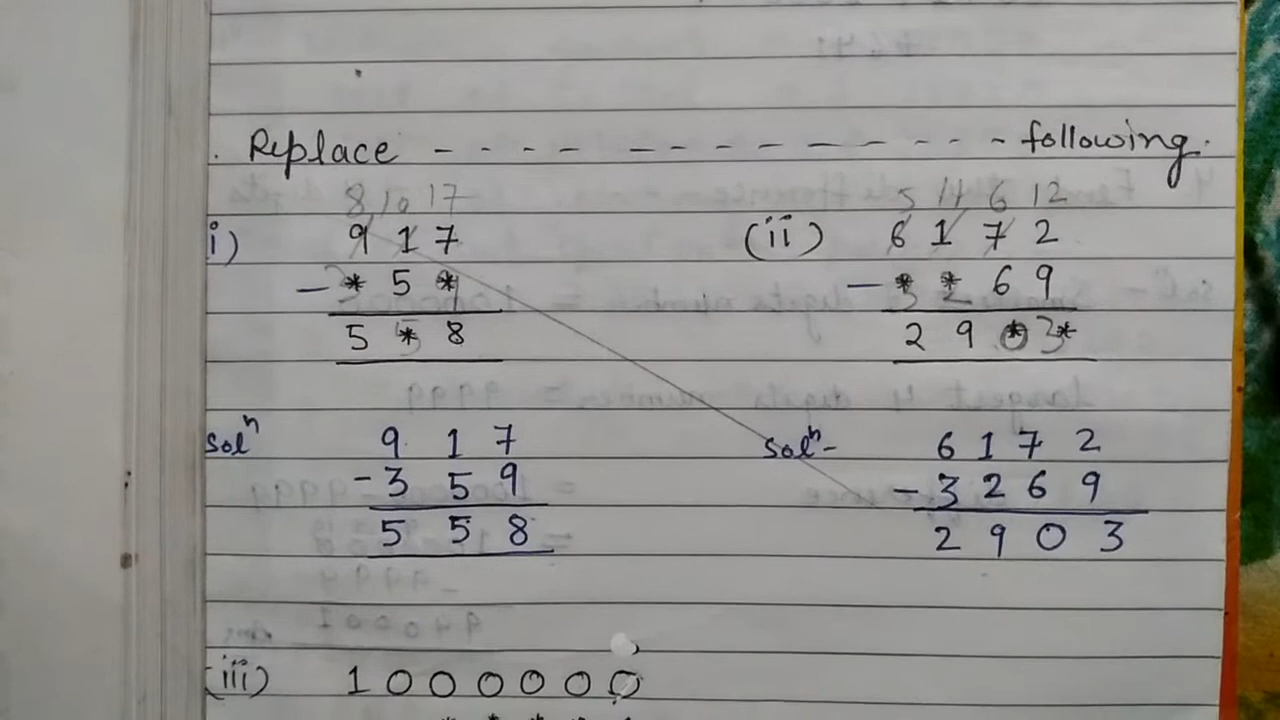 . Replace - - - - - - - - - - - - - following.
8 10 17
i) 9 1 7
- * 5 *
5 * 8
5 11 6 12
(ii) 6 1 7 2
- * * 6 9
2 9 * *
Solⁿ 9 1 7
- 3 5 9
5 5 8
Solⁿ- 6 1 7 2
- 3 2 6 9
2 9 0 3
(iii) 1 0 0 0 0 0 0